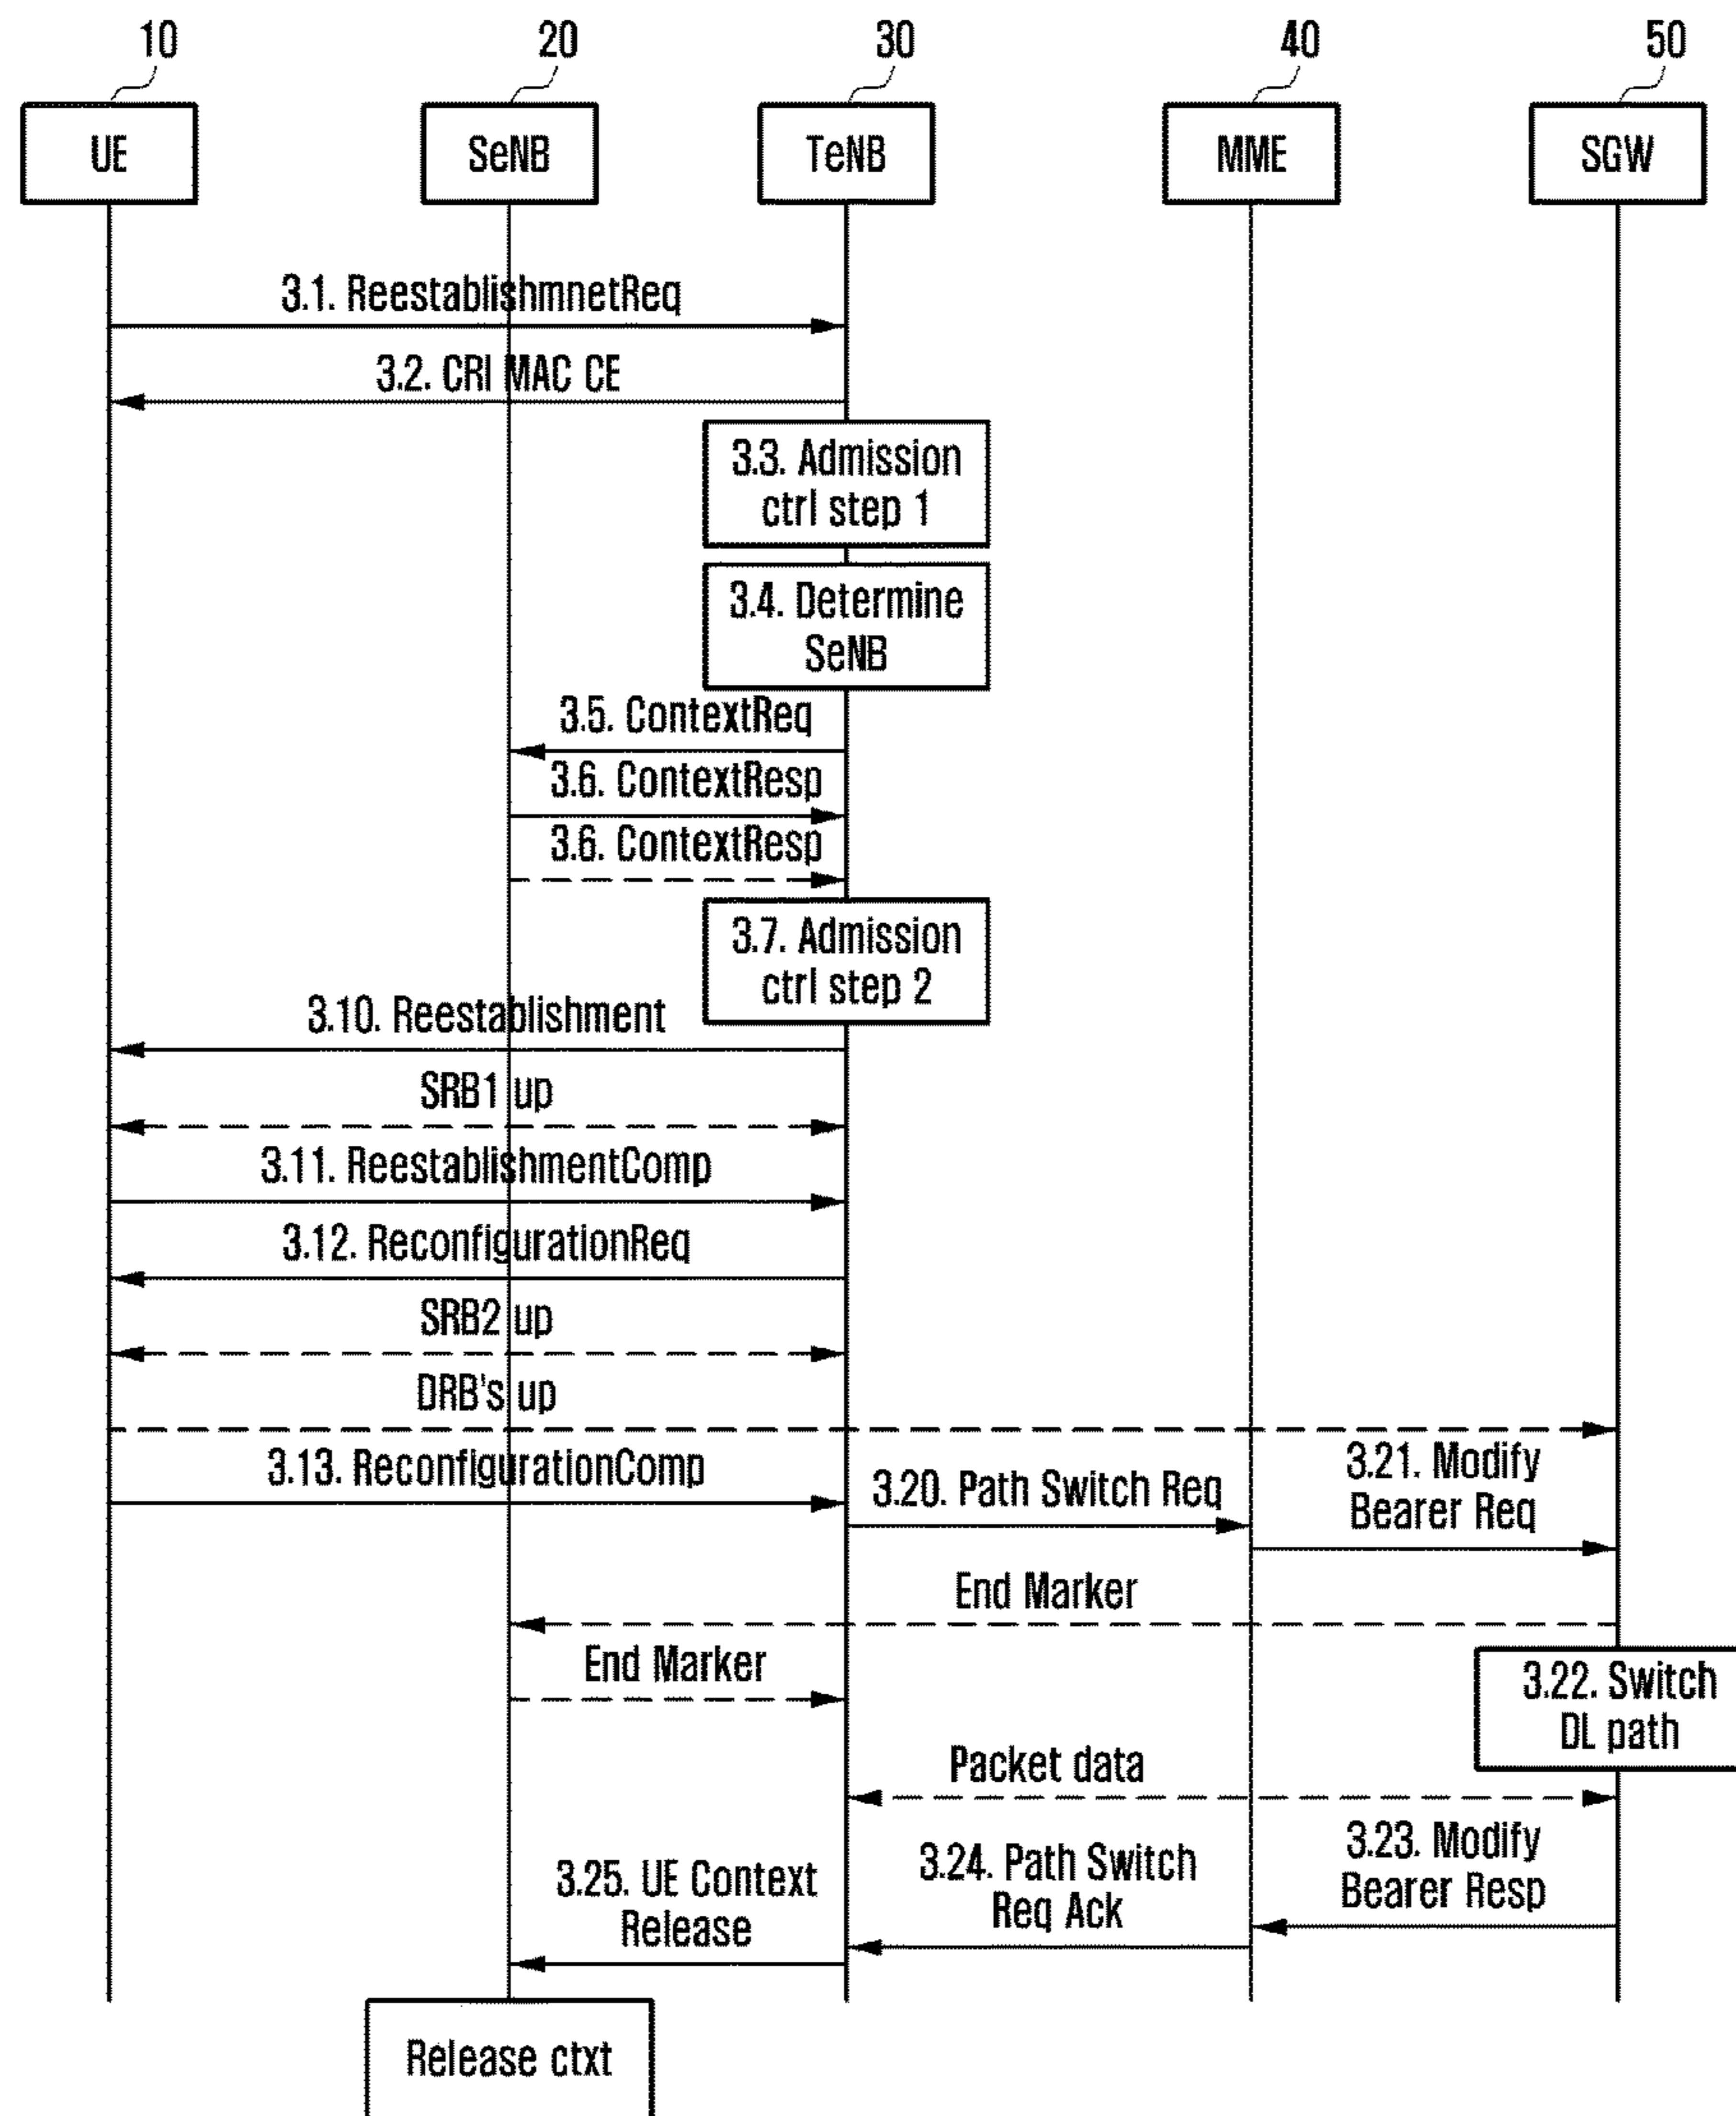 10
20
30
40
50
UE
SeNB
TeNB
MME
SGW
3.1. ReestablishmnetReq
3.2. CRI MAC CE
3.3. Admission
ctrl step 1
3.4. Determine
SeNB
3.5. ContextReq
3.6. ContextResp
3.6. ContextResp
3.7. Admission
ctrl step 2
3.10. Reestablishment
SRB1 up
3.11. ReestablishmentComp
3.12. ReconfigurationReq
SRB2 up
DRB's up
3.13. ReconfigurationComp
3.20. Path Switch Req
3.21. Modify
Bearer Req
End Marker
End Marker
3.22. Switch
DL path
Packet data
3.23. Modify
Bearer Resp
3.24. Path Switch
Req Ack
3.25. UE Context
Release
Release ctxt